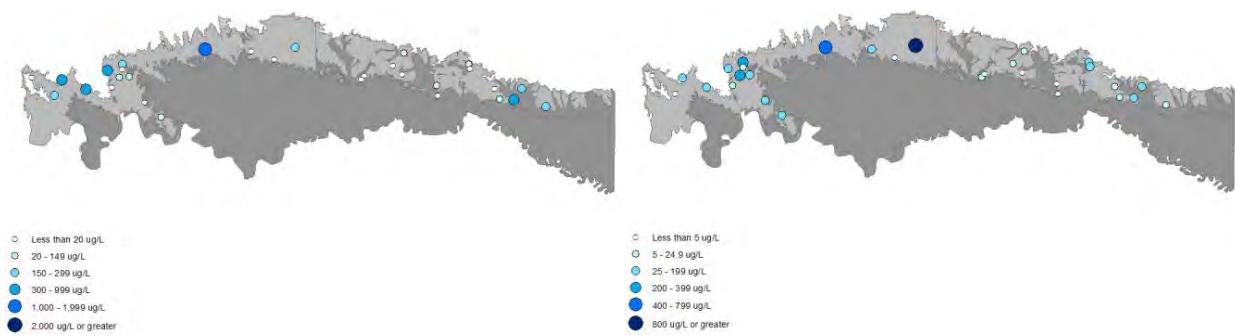 Less than 20 ug/L
20 - 149 ug/L
150 - 299 ug/L
300 - 999 ug/L
1,000 - 1,999 ug/L
2,000 ug/L or greater
Less than 5 ug/L
5 - 24.9 ug/L
25 - 199 ug/L
200 - 399 ug/L
400 - 799 ug/L
800 ug/L or greater